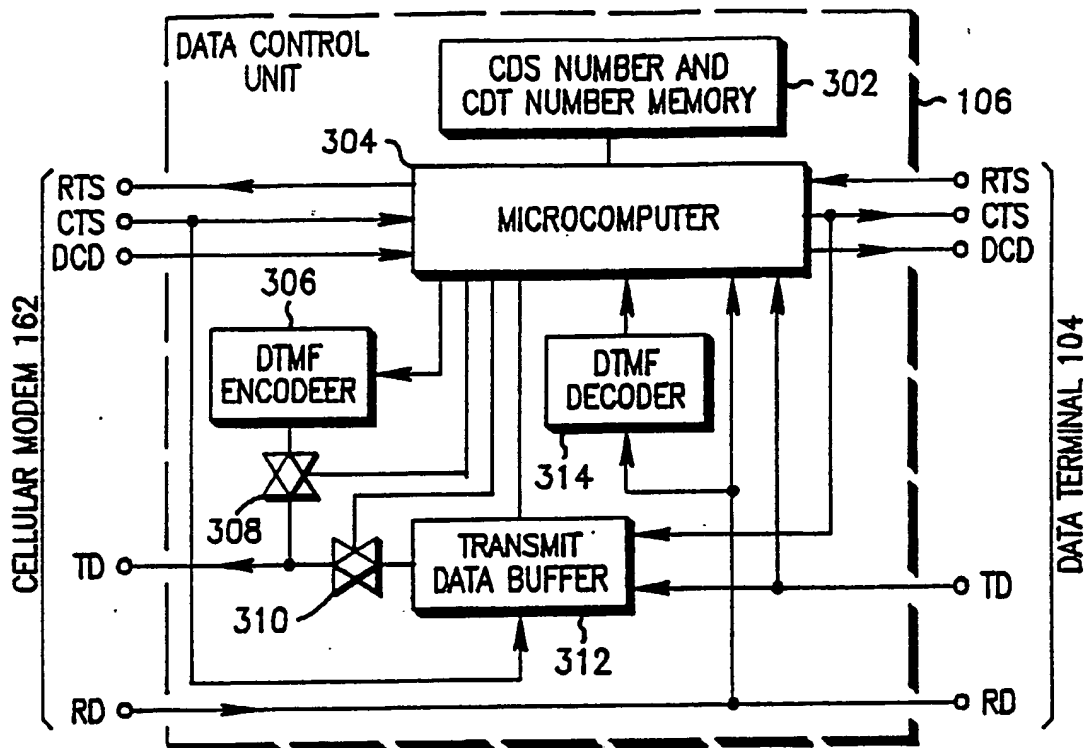 DATA CONTROL
UNIT
CDS NUMBER AND
CDT NUMBER MEMORY
302
106
304
RTS
CTS
DCD
MICROCOMPUTER
RTS
CTS
DCD
306
DTMF
ENCODEER
DTMF
DECODER
314
308
TD
310
TRANSMIT
DATA BUFFER
312
TD
RD
RD
CELLULAR MODEM 162
DATA TERMINAL 104